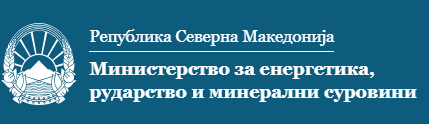 Република Северна Македонија
Министерство за енергетика,
рударство и минерални суровини